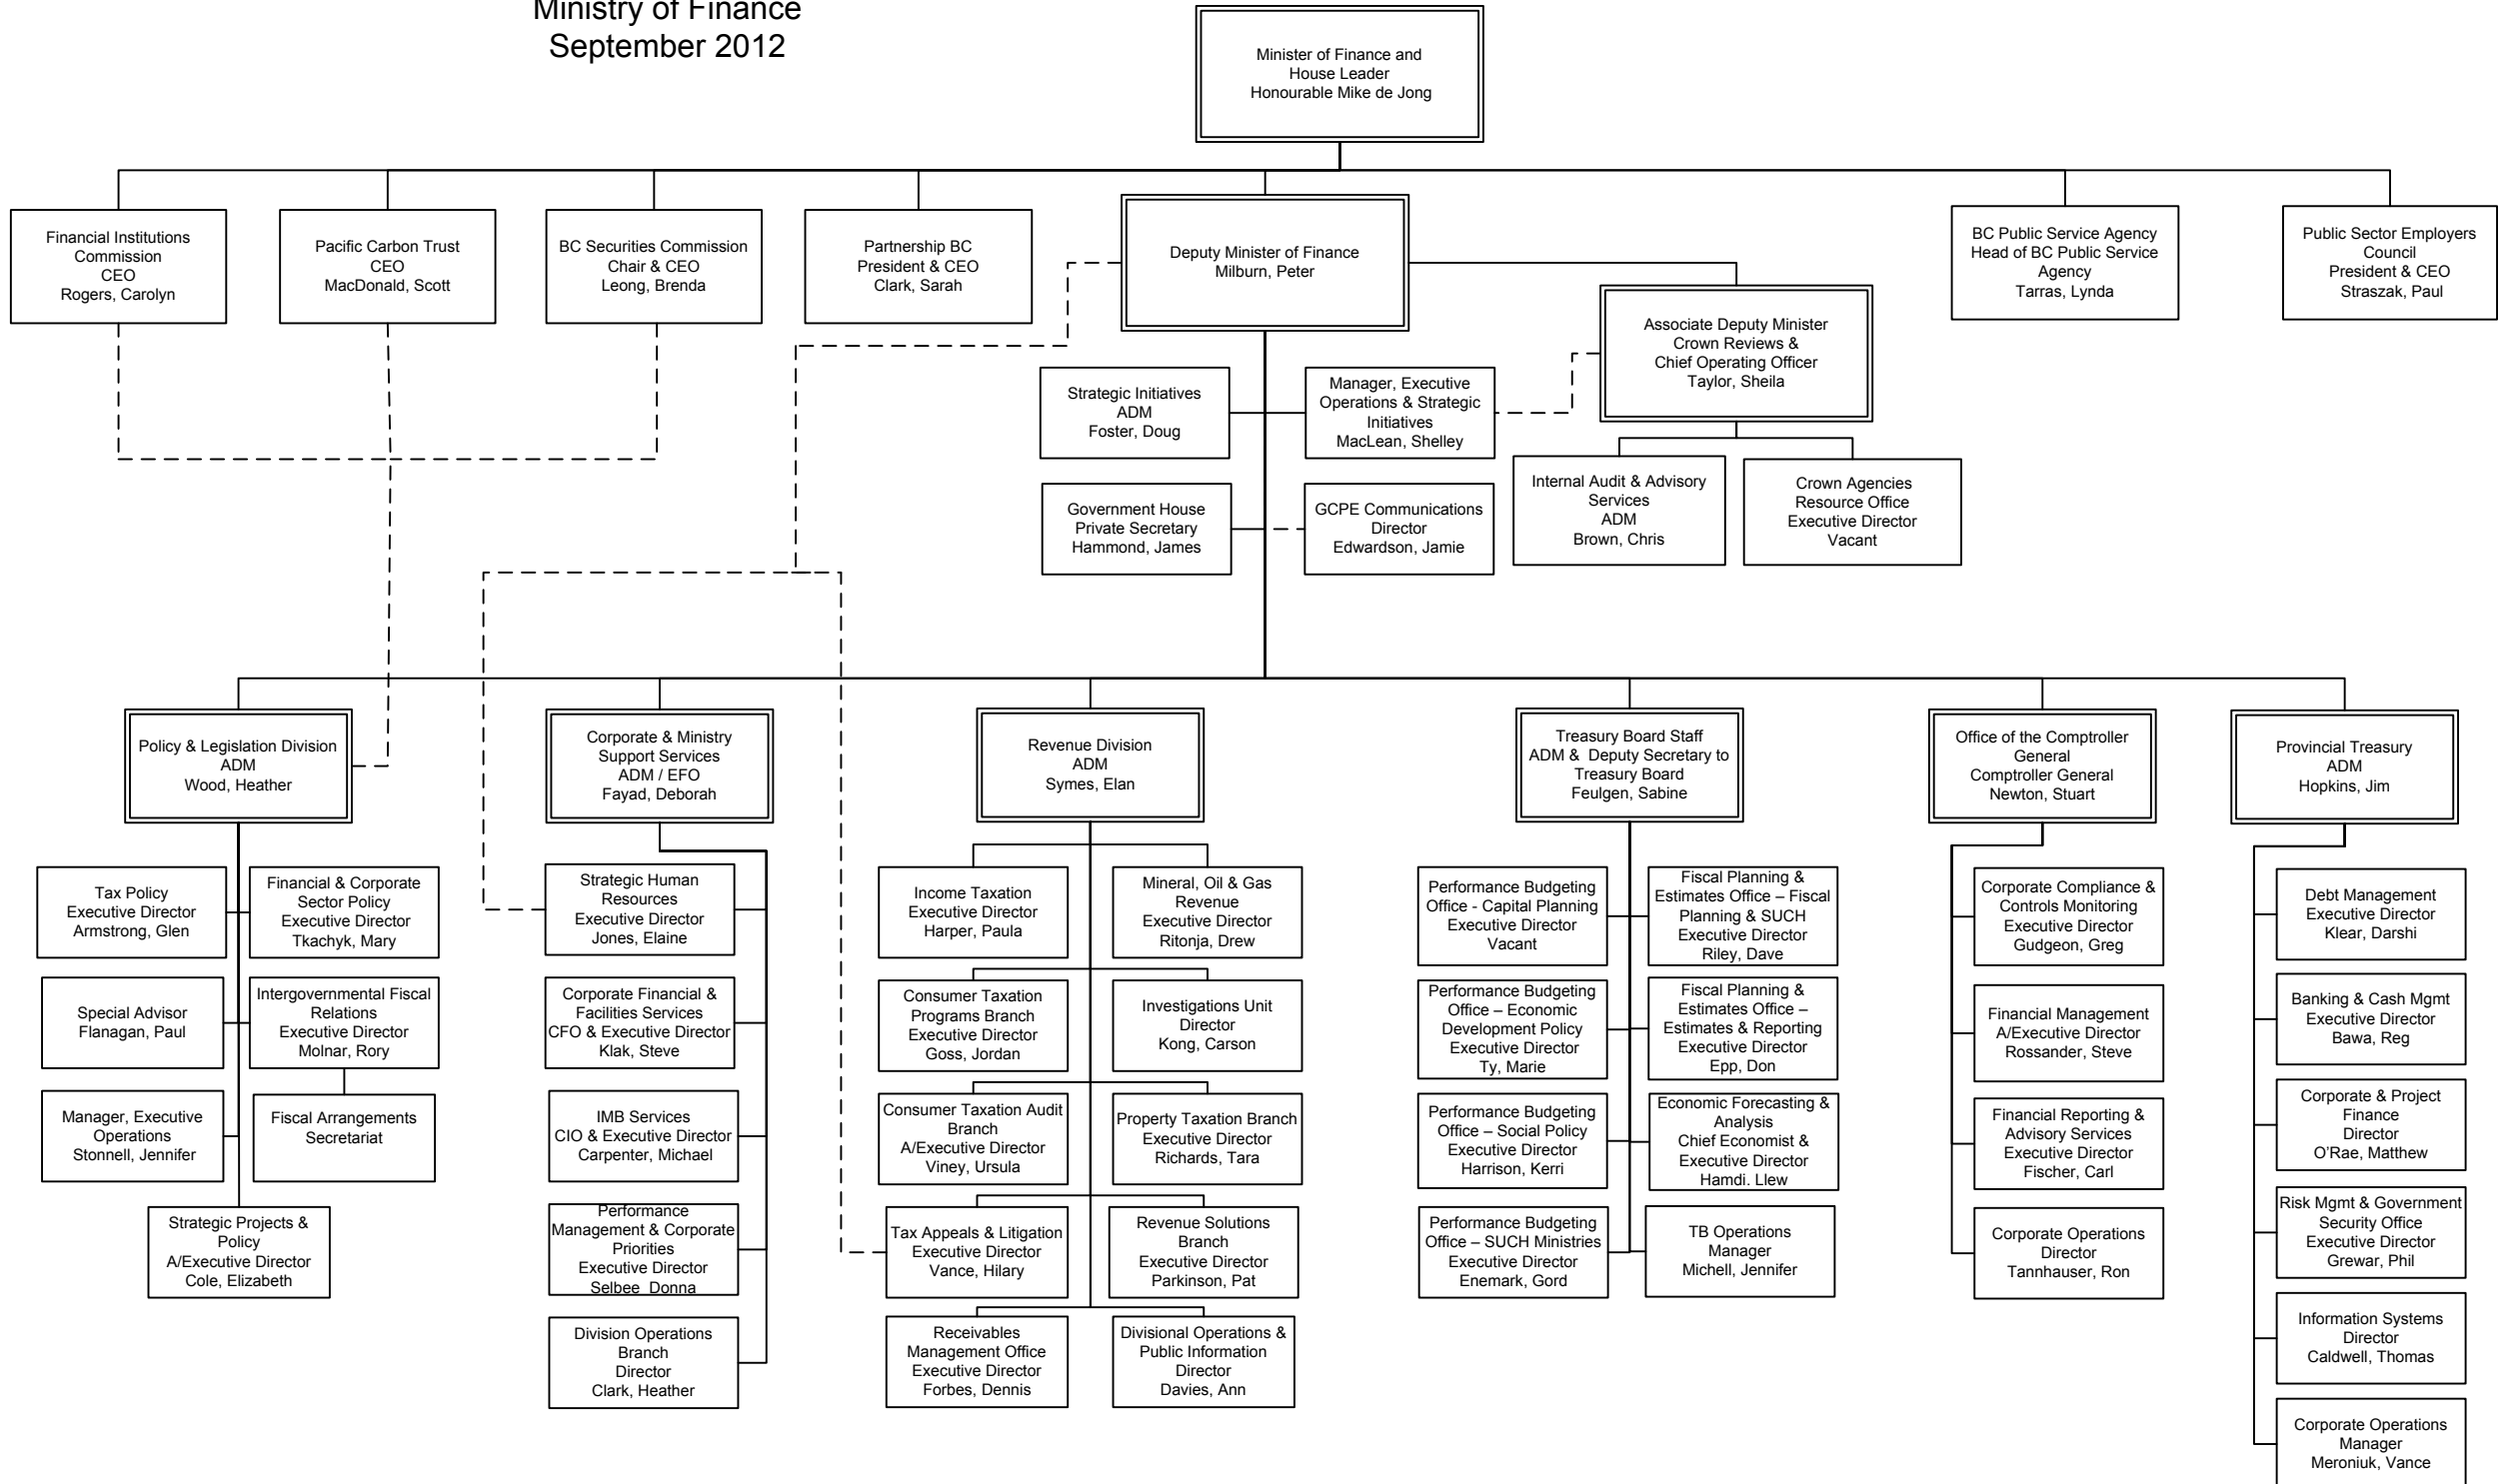 Ministry of Finance
September 2012
Minister of Finance and
House Leader
Honourable Mike de Jong
Financial Institutions
Commission
CEO
Rogers, Carolyn
Pacific Carbon Trust
CEO
MacDonald, Scott
BC Securities Commission
Chair & CEO
Leong, Brenda
Partnership BC
President & CEO
Clark, Sarah
Deputy Minister of Finance
Milburn, Peter
BC Public Service Agency
Head of BC Public Service
Agency
Tarras, Lynda
Public Sector Employers
Council
President & CEO
Straszak, Paul
Associate Deputy Minister
Crown Reviews &
Chief Operating Officer
Taylor, Sheila
Strategic Initiatives
ADM
Foster, Doug
Manager, Executive
Operations & Strategic
Initiatives
MacLean, Shelley
Government House
Private Secretary
Hammond, James
GCPE Communications
Director
Edwardson, Jamie
Internal Audit & Advisory
Services
ADM
Brown, Chris
Crown Agencies
Resource Office
Executive Director
Vacant
Policy & Legislation Division
ADM
Wood, Heather
Corporate & Ministry
Support Services
ADM / EFO
Fayad, Deborah
Revenue Division
ADM
Symes, Elan
Treasury Board Staff
ADM & Deputy Secretary to
Treasury Board
Feulgen, Sabine
Office of the Comptroller
General
Comptroller General
Newton, Stuart
Provincial Treasury
ADM
Hopkins, Jim
Tax Policy
Executive Director
Armstrong, Glen
Financial & Corporate
Sector Policy
Executive Director
Tkachyk, Mary
Special Advisor
Flanagan, Paul
Intergovernmental Fiscal
Relations
Executive Director
Molnar, Rory
Manager, Executive
Operations
Stonnell, Jennifer
Fiscal Arrangements
Secretariat
Strategic Projects &
Policy
A/Executive Director
Cole, Elizabeth
Strategic Human
Resources
Executive Director
Jones, Elaine
Corporate Financial &
Facilities Services
CFO & Executive Director
Klak, Steve
IMB Services
CIO & Executive Director
Carpenter, Michael
Performance
Management & Corporate
Priorities
Executive Director
Selbee Donna
Division Operations
Branch
Director
Clark, Heather
Income Taxation
Executive Director
Harper, Paula
Mineral, Oil & Gas
Revenue
Executive Director
Ritonja, Drew
Consumer Taxation
Programs Branch
Executive Director
Goss, Jordan
Investigations Unit
Director
Kong, Carson
Consumer Taxation Audit
Branch
A/Executive Director
Viney, Ursula
Property Taxation Branch
Executive Director
Richards, Tara
Tax Appeals & Litigation
Executive Director
Vance, Hilary
Revenue Solutions
Branch
Executive Director
Parkinson, Pat
Receivables
Management Office
Executive Director
Forbes, Dennis
Divisional Operations &
Public Information
Director
Davies, Ann
Performance Budgeting
Office - Capital Planning
Executive Director
Vacant
Fiscal Planning &
Estimates Office – Fiscal
Planning & SUCH
Executive Director
Riley, Dave
Performance Budgeting
Office – Economic
Development Policy
Executive Director
Ty, Marie
Fiscal Planning &
Estimates Office –
Estimates & Reporting
Executive Director
Epp, Don
Performance Budgeting
Office – Social Policy
Executive Director
Harrison, Kerri
Economic Forecasting &
Analysis
Chief Economist &
Executive Director
Hamdi. Llew
Performance Budgeting
Office – SUCH Ministries
Executive Director
Enemark, Gord
TB Operations
Manager
Michell, Jennifer
Corporate Compliance &
Controls Monitoring
Executive Director
Gudgeon, Greg
Financial Management
A/Executive Director
Rossander, Steve
Financial Reporting &
Advisory Services
Executive Director
Fischer, Carl
Corporate Operations
Director
Tannhauser, Ron
Debt Management
Executive Director
Klear, Darshi
Banking & Cash Mgmt
Executive Director
Bawa, Reg
Corporate & Project
Finance
Director
O'Rae, Matthew
Risk Mgmt & Government
Security Office
Executive Director
Grewar, Phil
Information Systems
Director
Caldwell, Thomas
Corporate Operations
Manager
Meroniuk, Vance